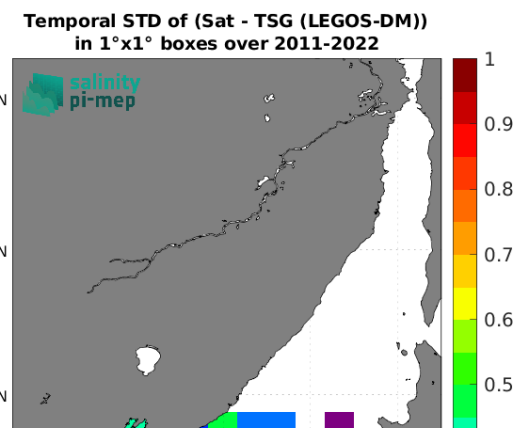 Temporal STD of (Sat - TSG (LEGOS-DM))
in 1°x1° boxes over 2011-2022
salinity
pi-mep
N
N
N
1
0.9
0.8
0.7
0.6
0.5